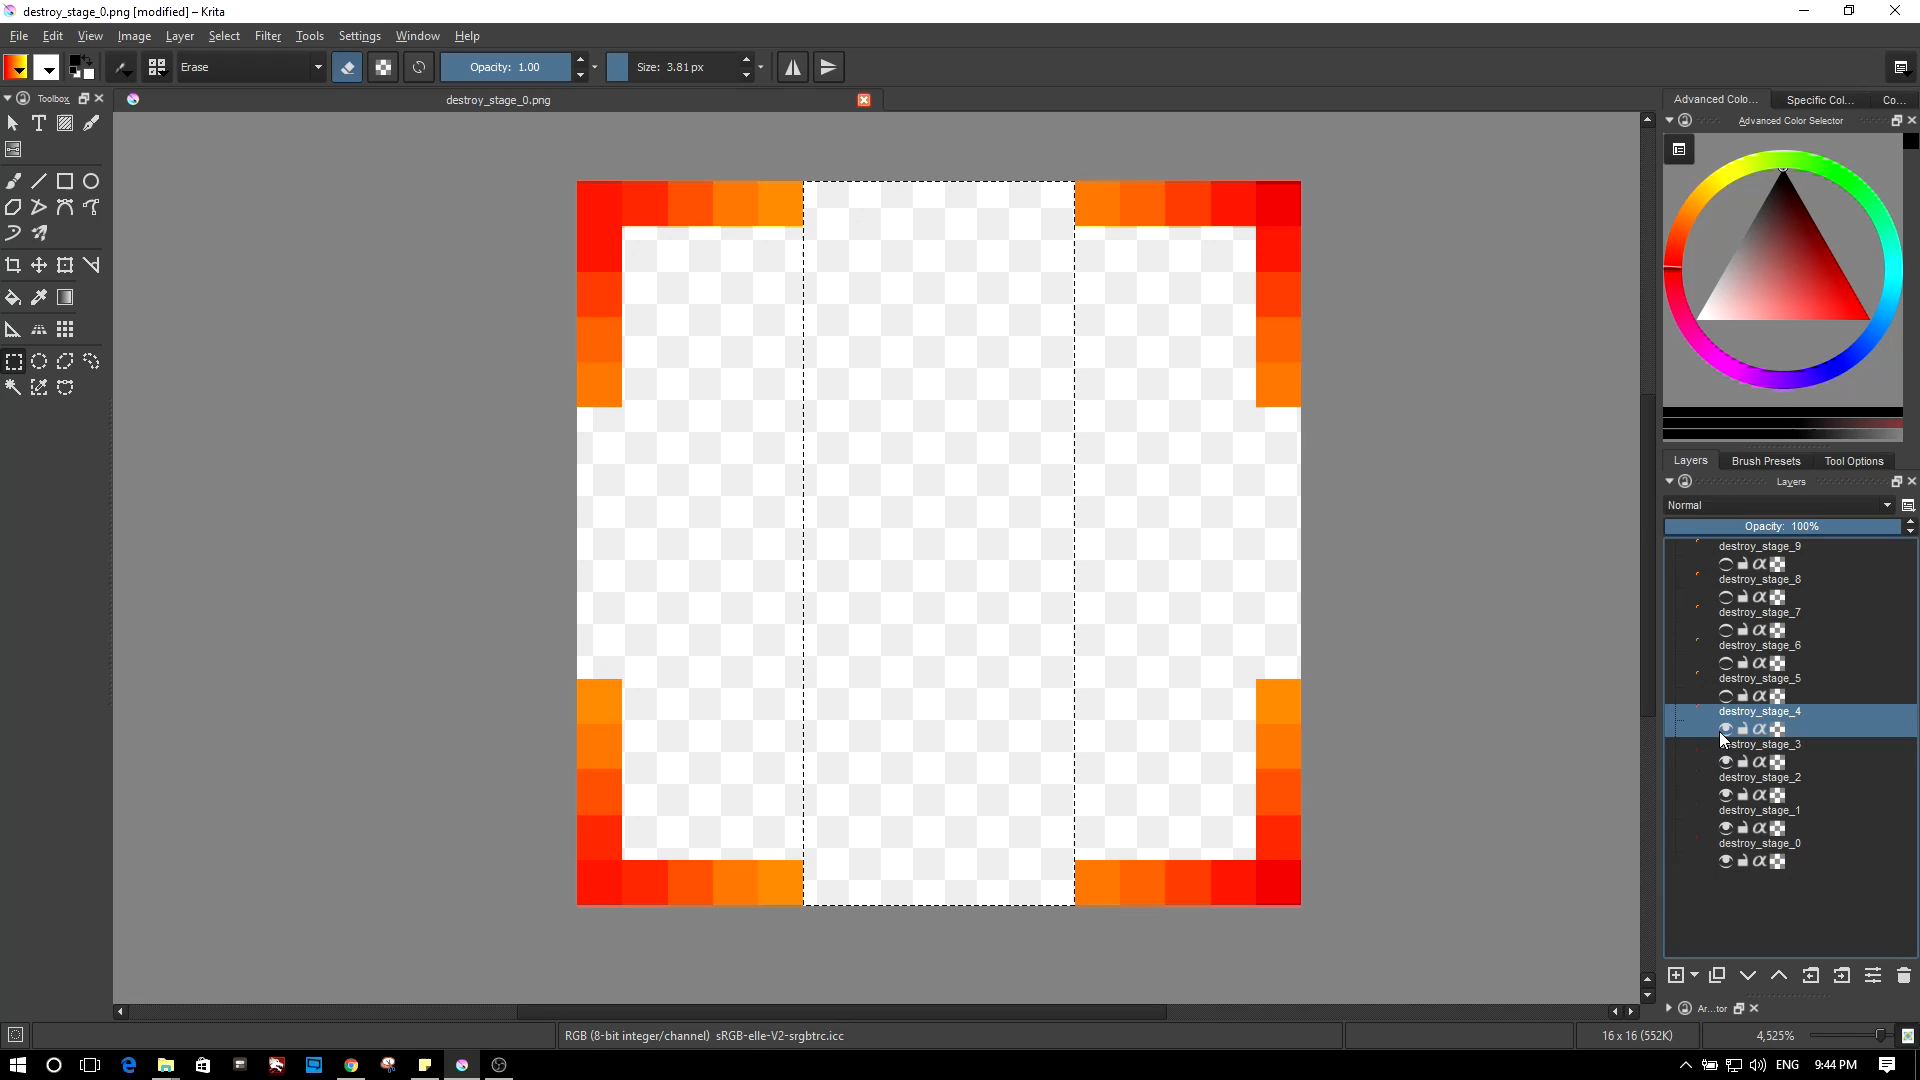 destroy_stage_0.png [modified] – Krita
File Edit View Image Layer Select Filter Tools Settings Window Help
Erase Opacity: 1.00 Size: 3.81 px
Toolbox destroy_stage_0.png
Advanced Colo... Specific Col... Co...
Advanced Color Selector
Layers Brush Presets Tool Options
Layers
Normal
Opacity: 100%
destroy_stage_9
destroy_stage_8
destroy_stage_7
destroy_stage_6
destroy_stage_5
destroy_stage_4
estroy_stage_3
destroy_stage_2
destroy_stage_1
destroy_stage_0
Ar...tor
RGB (8-bit integer/channel) sRGB-elle-V2-srgbtrc.icc 16 x 16 (552K) 4,525%
ENG 9:44 PM